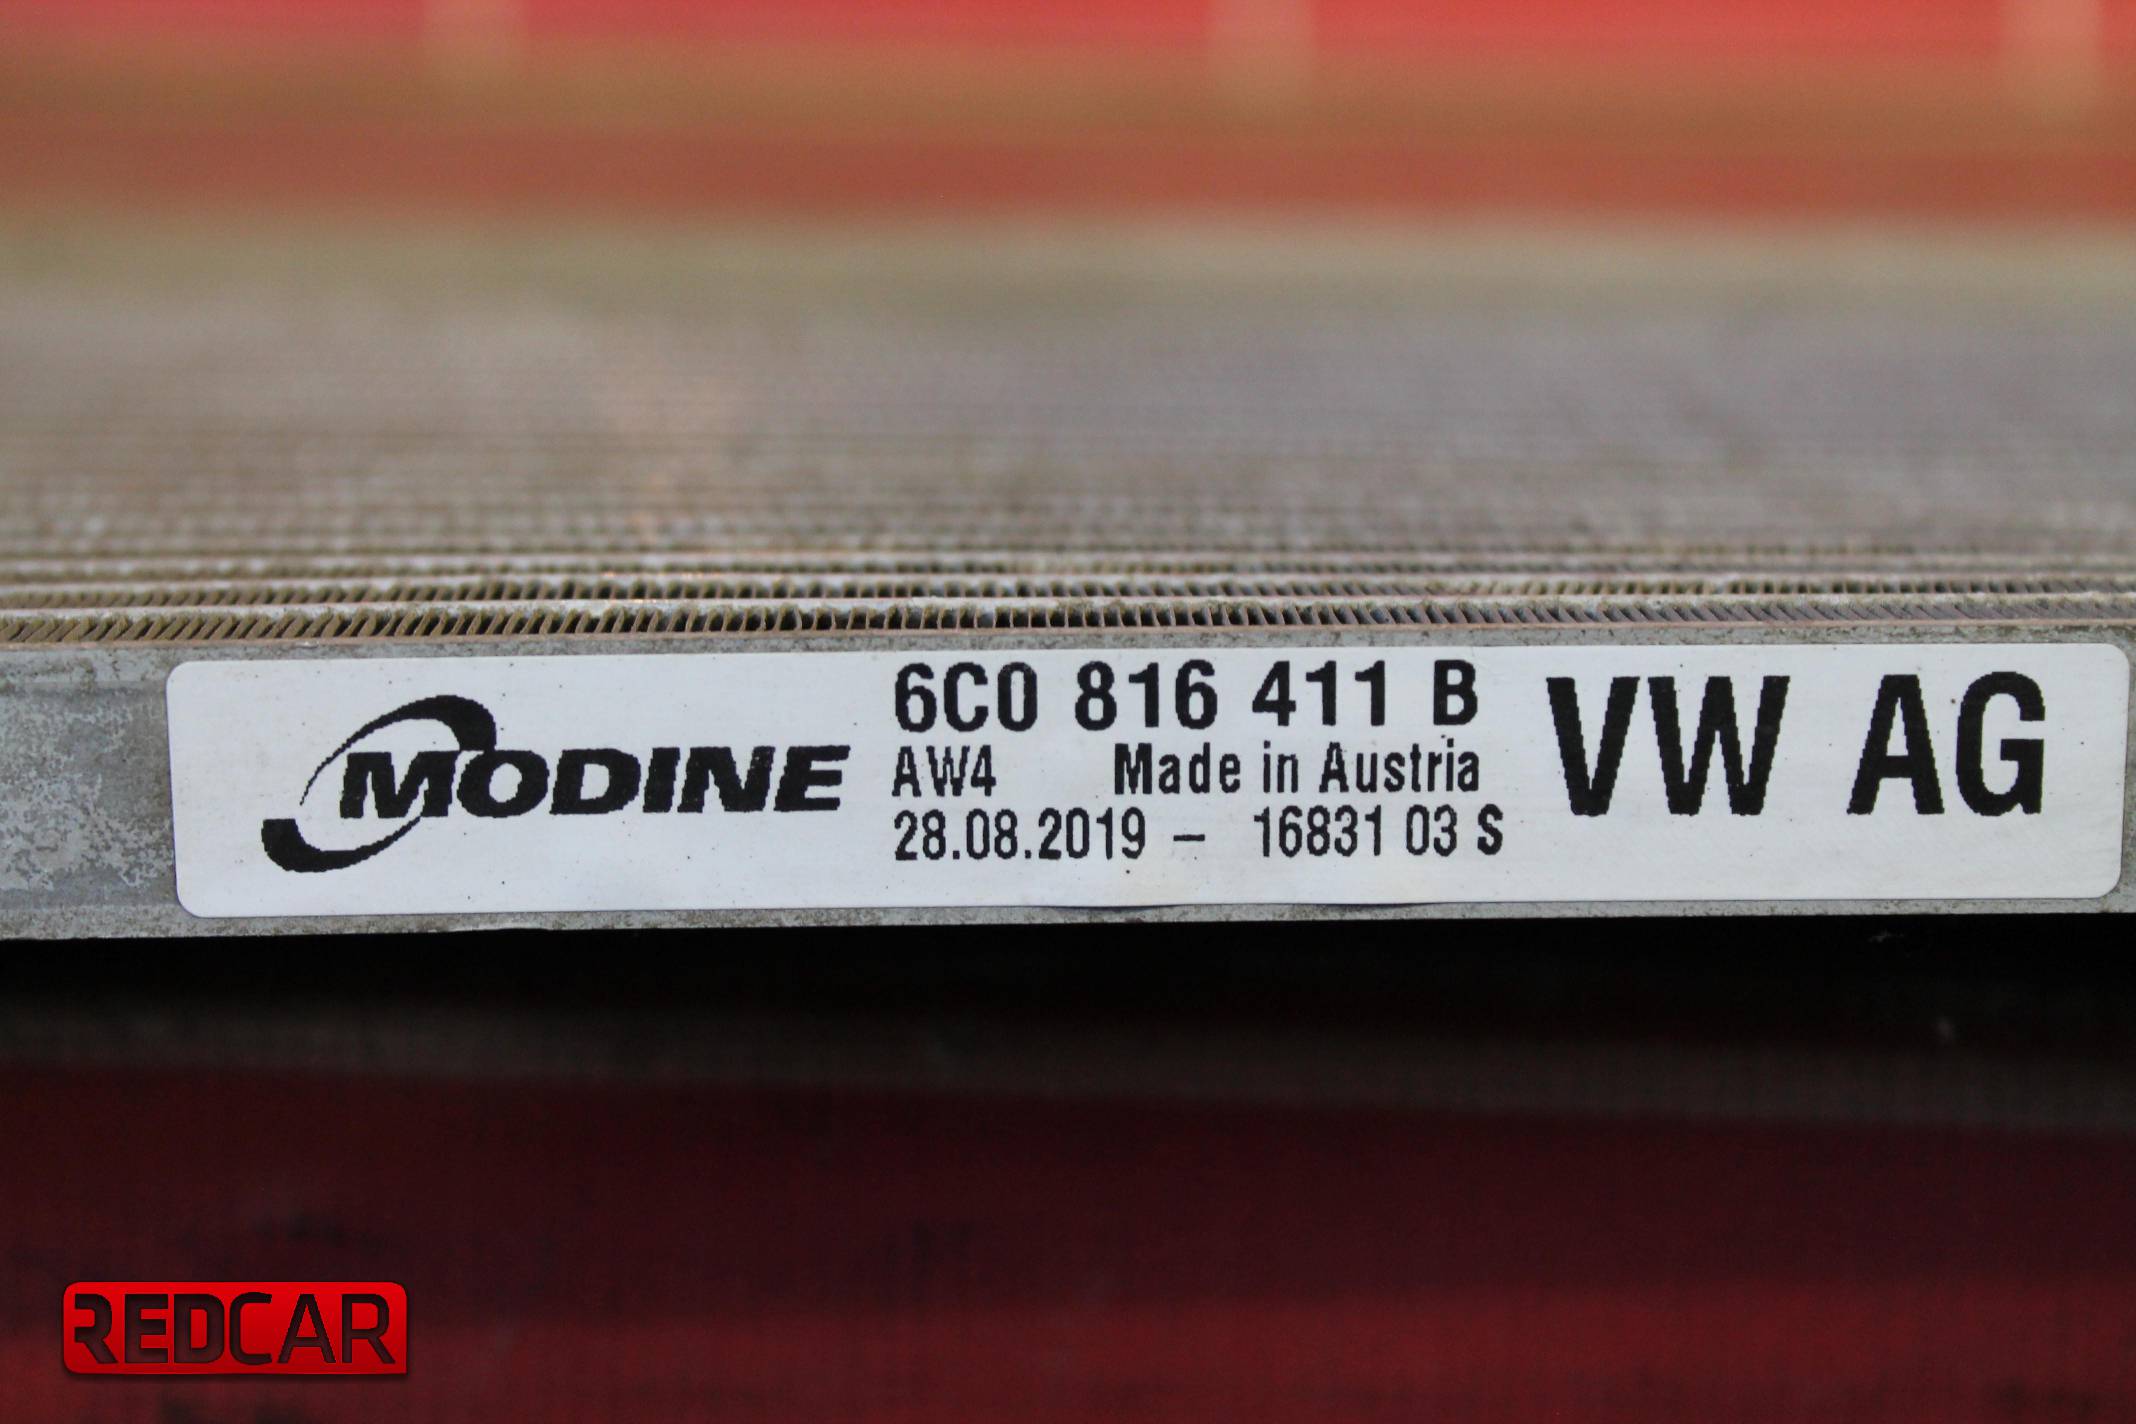 MODINE
6C0 816 411 B
AW4 Made in Austria
28.08.2019 – 16831 03 S
VW AG
REDCAR